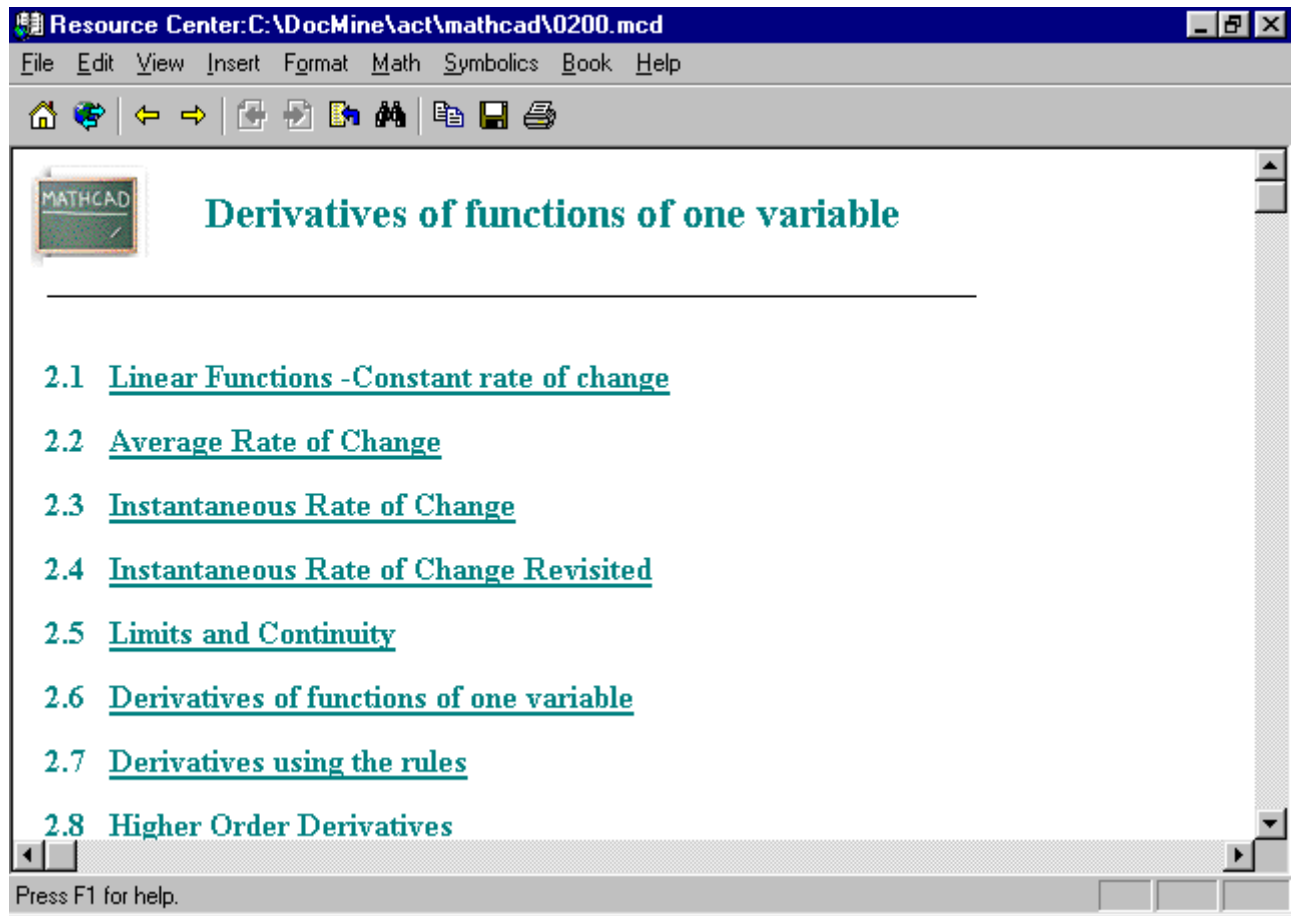 Resource Center:C:\DocMine\act\mathcad\0200.mcd
File Edit View Insert Format Math Symbolics Book Help
MATHCAD
Derivatives of functions of one variable
2.1 Linear Functions -Constant rate of change
2.2 Average Rate of Change
2.3 Instantaneous Rate of Change
2.4 Instantaneous Rate of Change Revisited
2.5 Limits and Continuity
2.6 Derivatives of functions of one variable
2.7 Derivatives using the rules
2.8 Higher Order Derivatives
Press F1 for help.